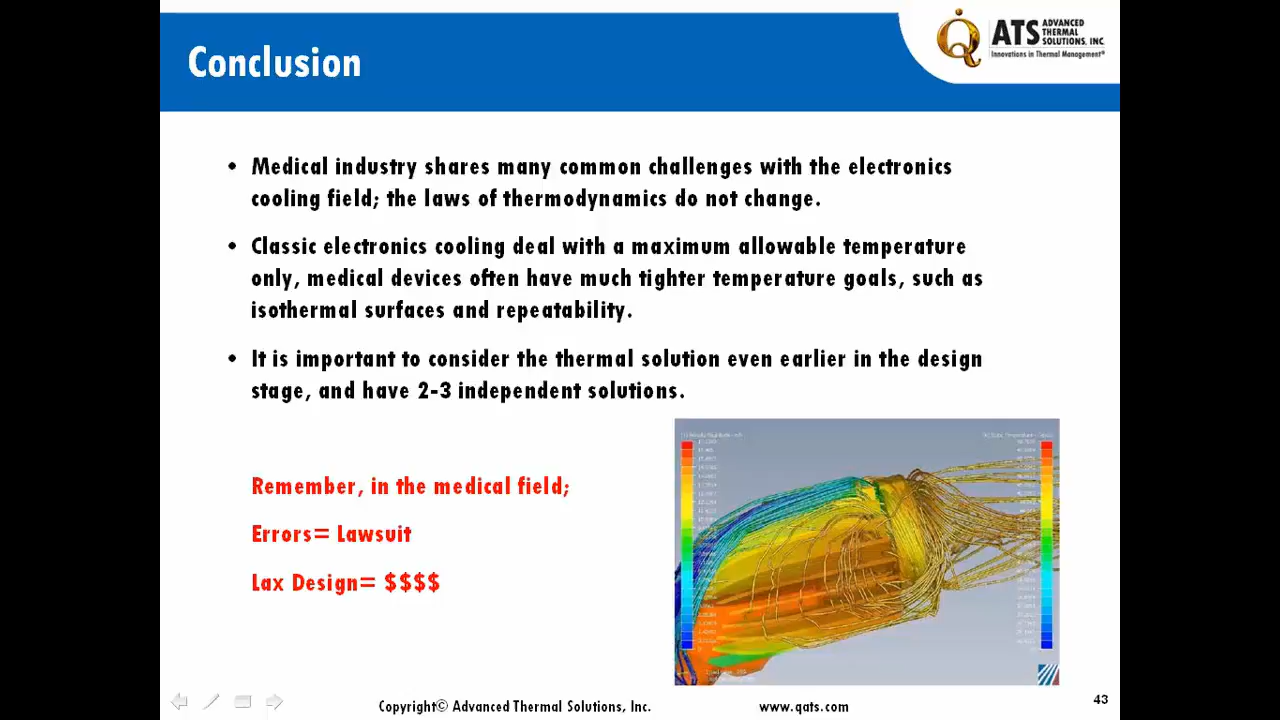 Conclusion
ATS ADVANCED
THERMAL
SOLUTIONS, INC.
Innovations in Thermal Management®
• Medical industry shares many common challenges with the electronics
cooling field; the laws of thermodynamics do not change.
• Classic electronics cooling deal with a maximum allowable temperature
only, medical devices often have much tighter temperature goals, such as
isothermal surfaces and repeatability.
• It is important to consider the thermal solution even earlier in the design
stage, and have 2-3 independent solutions.
Remember, in the medical field;
Errors= Lawsuit
Lax Design= $$$$
Copyright© Advanced Thermal Solutions, Inc. www.qats.com 43